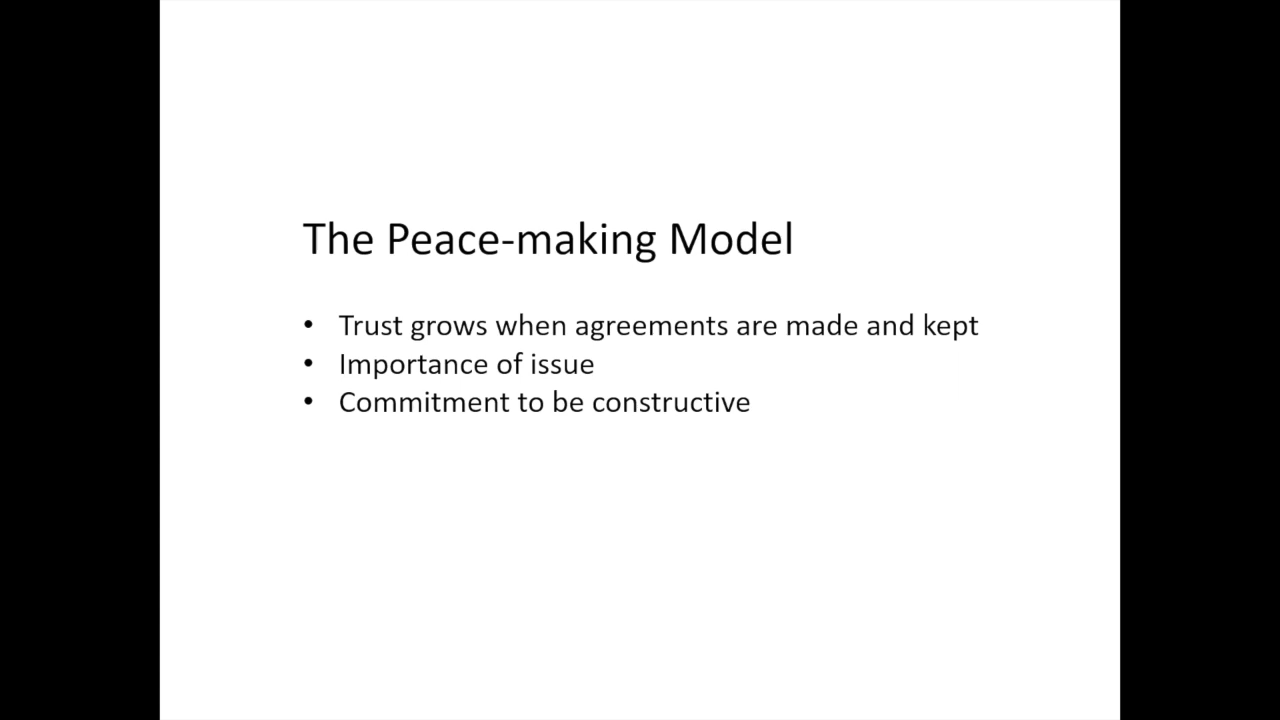 The Peace-making Model
• Trust grows when agreements are made and kept
• Importance of issue
• Commitment to be constructive